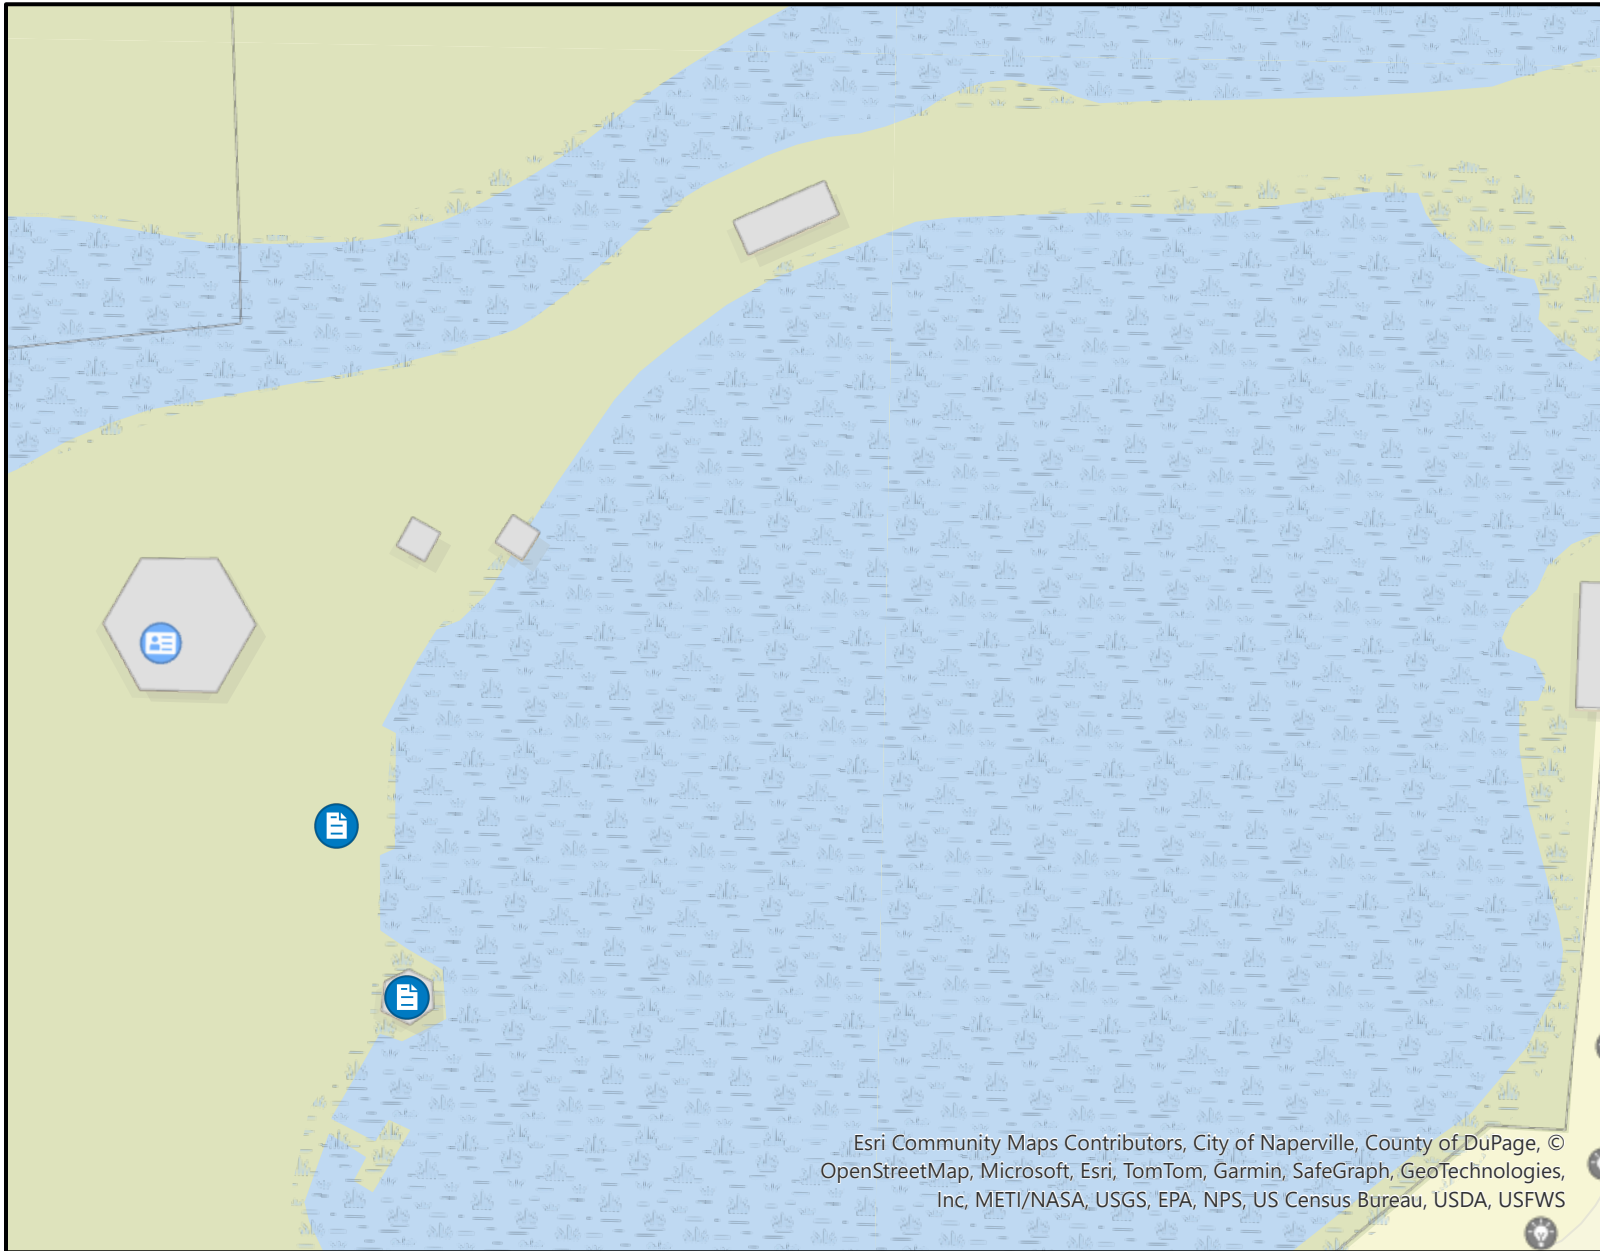 Esri Community Maps Contributors, City of Naperville, County of DuPage, ©
OpenStreetMap, Microsoft, Esri, TomTom, Garmin, SafeGraph, GeoTechnologies,
Inc, METI/NASA, USGS, EPA, NPS, US Census Bureau, USDA, USFWS